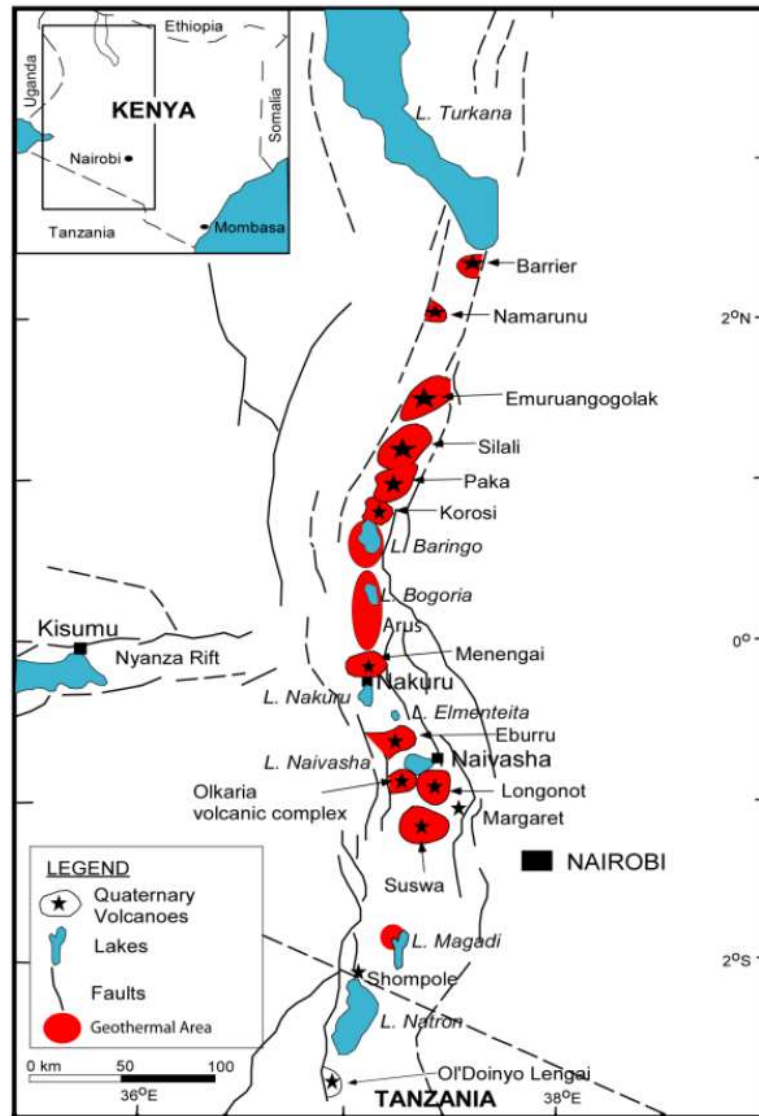 Ethiopia
Uganda
KENYA
Somalia
Nairobi
Mombasa
Tanzania
L. Turkana
Barrier
Namarunu
2°N
Emuruangogolak
Silali
Paka
Korosi
L. Baringo
L. Bogoria
Arus
Kisumu
Nyanza Rift
0°
Menengai
Nakuru
L. Nakuru
L. Elmenteita
Eburru
L. Naivasha
Naivasha
Olkaria
volcanic complex
Longonot
Margaret
NAIROBI
Suswa
LEGEND
Quaternary
Volcanoes
Lakes
Faults
Geothermal Area
0 km 50 100
L. Magadi
2°S
Shompole
L. Natron
Ol'Doinyo Lengai
36°E
TANZANIA
38°E